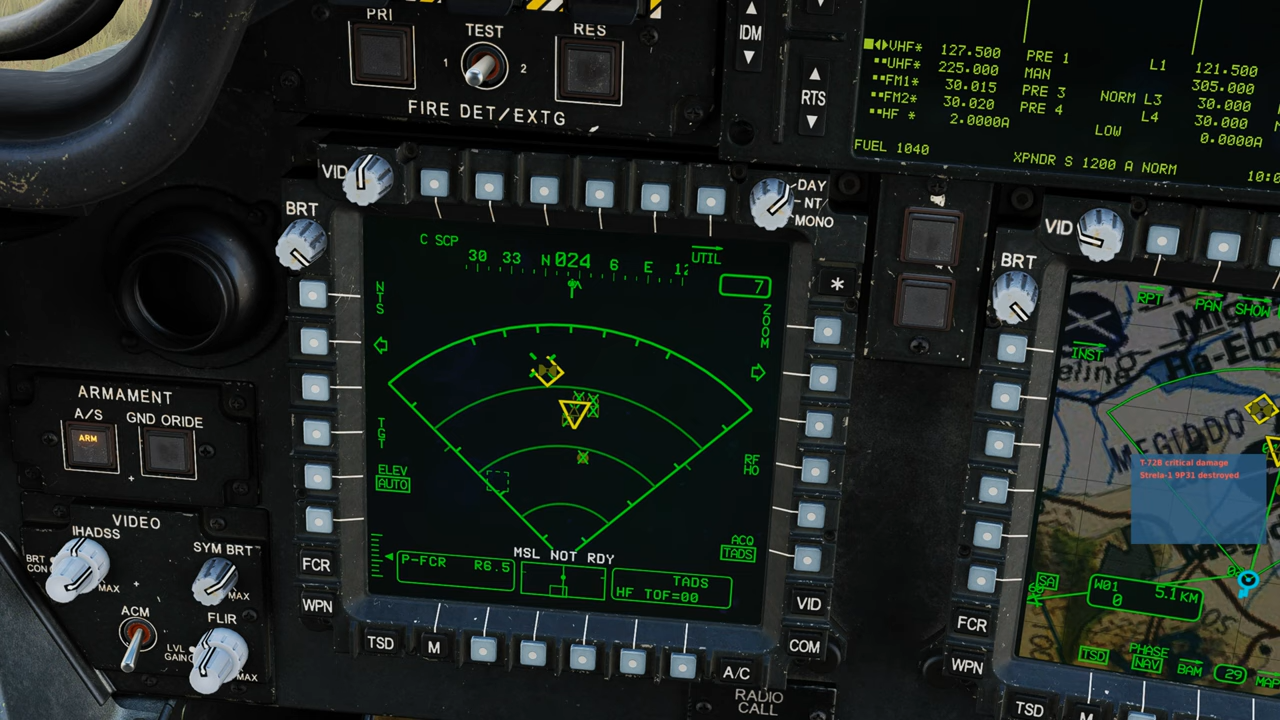 PRI
TEST
RES
1
2
FIRE DET/EXTG
IDM
RTS
VHF* 127.500 PRE 1 L1 121.500
UHF* 225.000 MAN 305.000
FM1* 30.015 PRE 3 NORM L3 30.000
FM2* 30.020 PRE 4 L4 30.000
HF * 2.0000A LOW 0.0000A
FUEL 1040
XPNDR S 1200 A NORM
VID
DAY
NT
MONO
BRT
C SCP
UTIL
30 33 N 024 6 E 12
7
*
NTS
ZOOM
TGT
RF HO
ELEV
AUTO
ACQ
TADS
MSL NOT RDY
P-FCR R6.5
TADS
HF TOF=00
FCR
WPN
TSD
M
A/C
VID
COM
RADIO CALL
ARMAMENT
A/S
GND ORIDE
ARM
VIDEO
IHADSS
BRT
CON
MAX
SYM BRT
MAX
ACM
FLIR
LVL
GAIN
MAX
VID
BRT
RPT
PAN
SHOW
INST
MEGIDDO
T-72B critical damage
Strela-1 9P31 destroyed
SA
W01 5.1 KM
0
PHASE
TSD
NAV
BAM
29
FCR
WPN
TSD